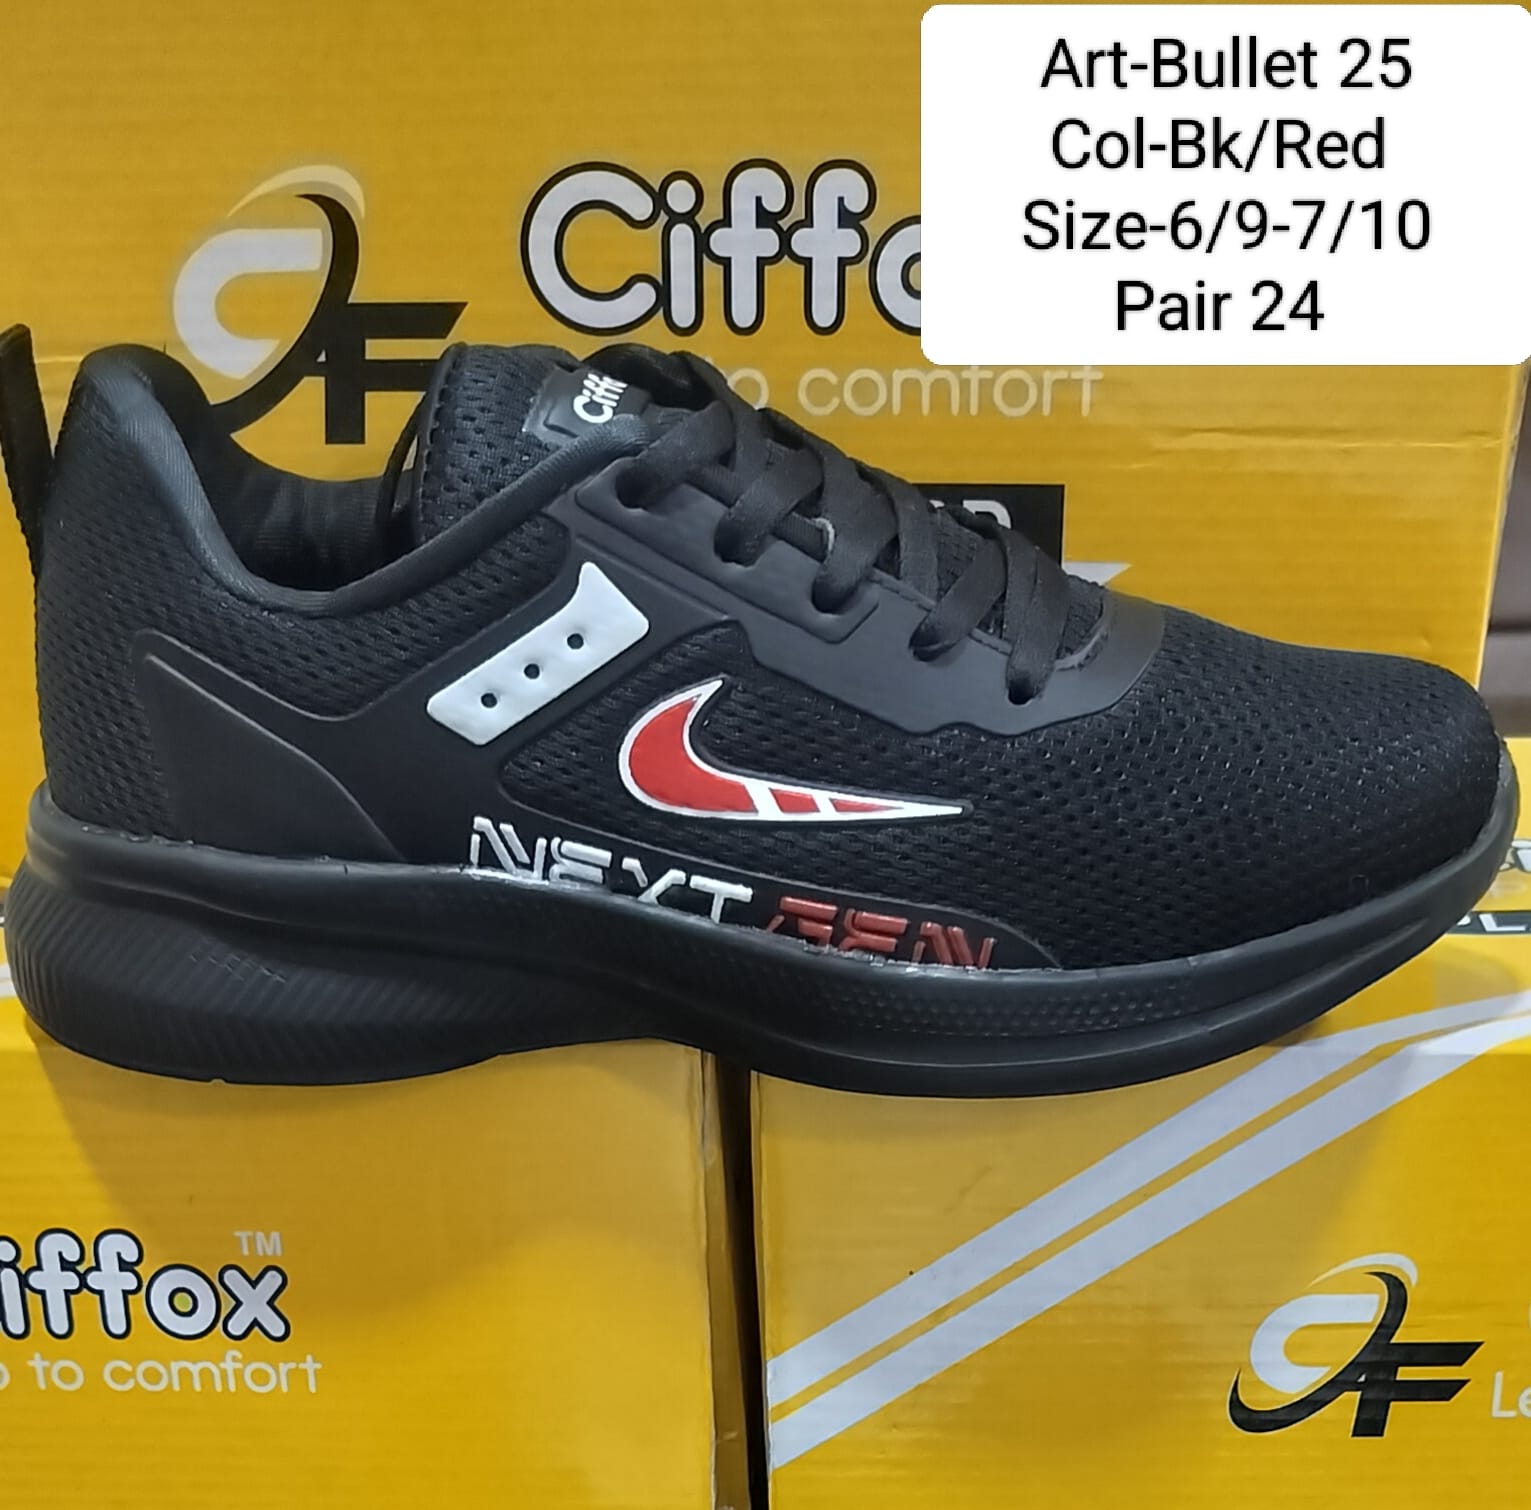 Art-Bullet 25
Col-Bk/Red
Size-6/9-7/10
Pair 24
Ciffo
comfort
Ciff
NEXT GEN
iffox TM
to comfort
Le